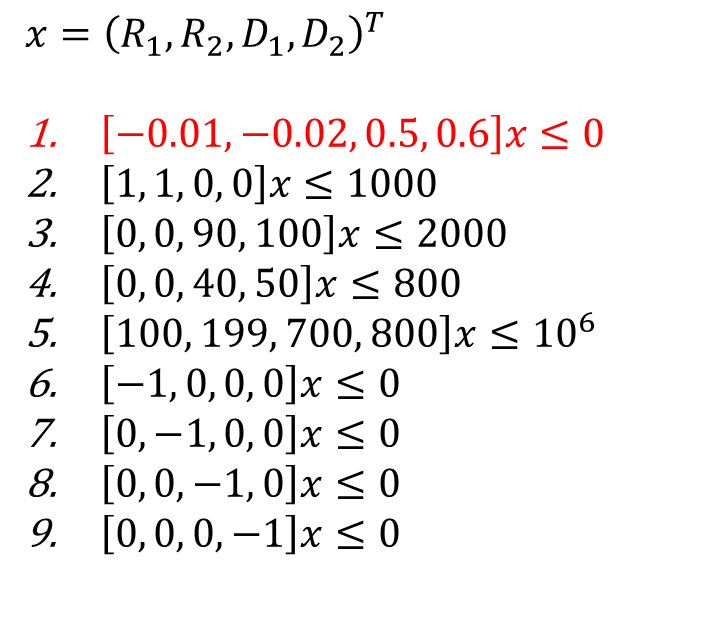 x = (R₁, R₂, D₁, D₂)ᵀ
1. [−0.01, −0.02, 0.5, 0.6]x ≤ 0
2. [1, 1, 0, 0]x ≤ 1000
3. [0, 0, 90, 100]x ≤ 2000
4. [0, 0, 40, 50]x ≤ 800
5. [100, 199, 700, 800]x ≤ 10⁶
6. [−1, 0, 0, 0]x ≤ 0
7. [0, −1, 0, 0]x ≤ 0
8. [0, 0, −1, 0]x ≤ 0
9. [0, 0, 0, −1]x ≤ 0